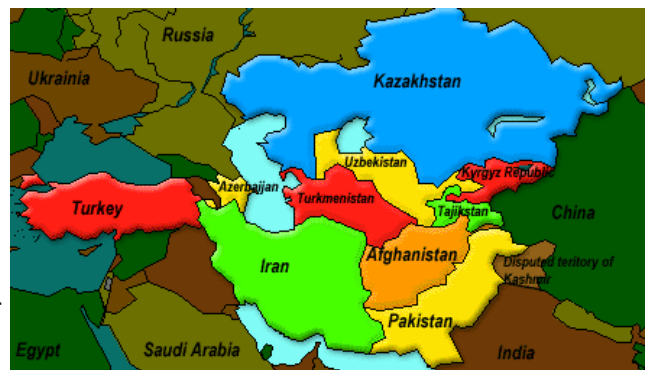 Russia
Ukrainia
Kazakhstan
Uzbekistan
Kyrgyz Republic
Azerbaijan
Turkmenistan
Turkey
Tajikstan
China
Afghanistan
Iran
Disputed teritory of
Kashmir
Pakistan
Egypt
Saudi Arabia
India